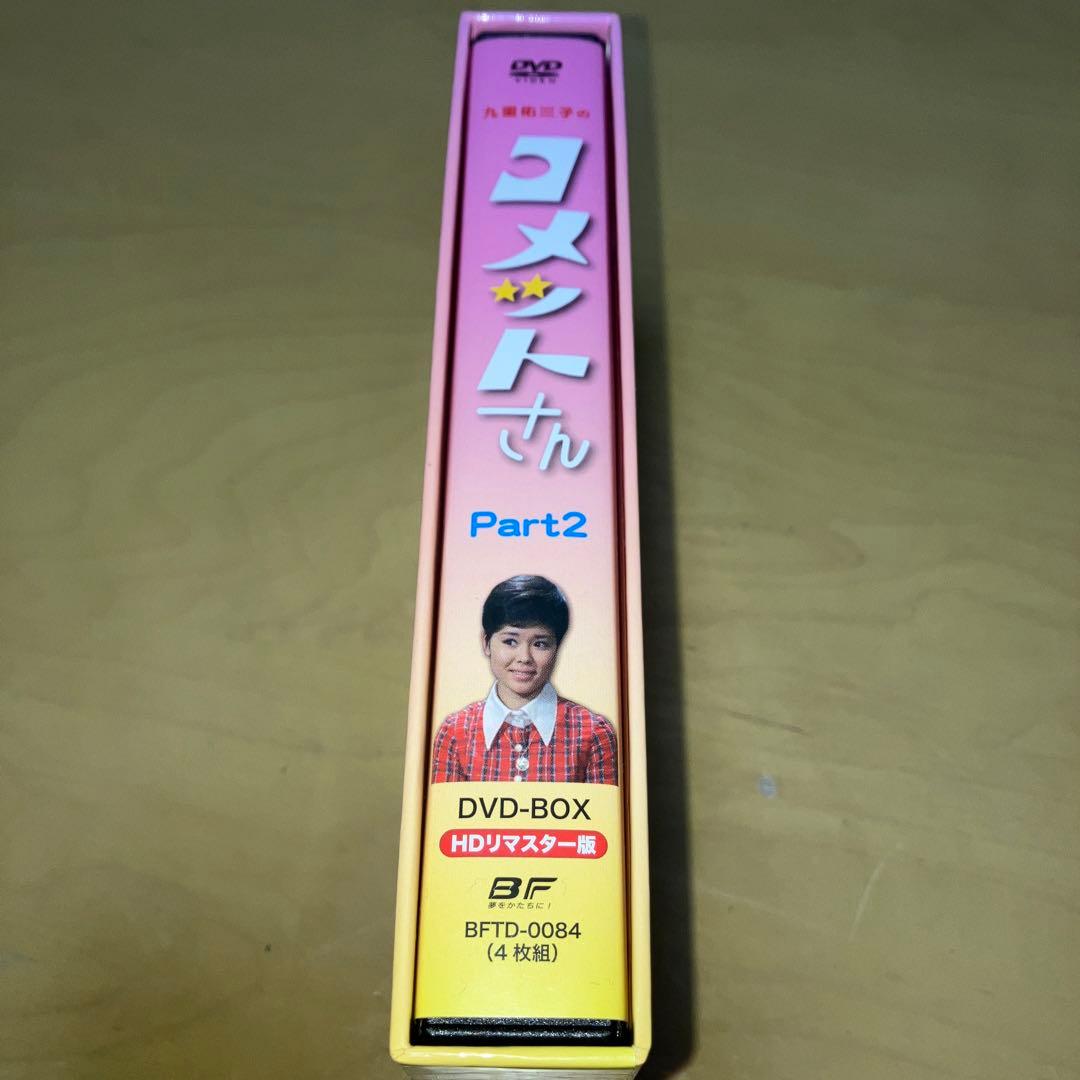 DVD
VIDEO
九重佑三子の
コメットさん
Part2
DVD-BOX
HDリマスター版
BF
夢をかたちに!
BFTD-0084
(4枚組)